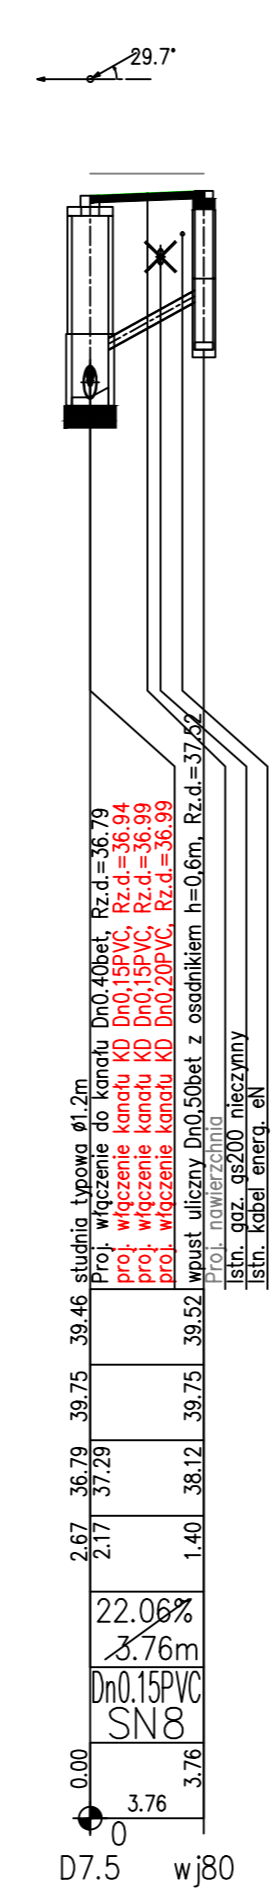 29.7°
studnia typowa ø1.2m
Proj. włączenie do kanału Dn0.40bet, Rz.d.=36.79
proj. włączenie kanału KD Dn0,15PVC, Rz.d.=36.94
proj. włączenie kanału KD Dn0,15PVC, Rz.d.=36.99
proj. włączenie kanału KD Dn0,20PVC, Rz.d.=36.99
wpust uliczny Dn0,50bet z osadnikiem h=0,6m, Rz.d.=37.52
Proj. nawierzchnia
Istn. gaz. gs200 nieczynny
Istn. kabel energ. eN
39.46 39.52
39.75 39.75
36.79 37.29 38.12
2.67 2.17 1.40
22.06%
3.76m
Dn0.15PVC
SN8
0.00 3.76 3.76
0
D7.5 wj80